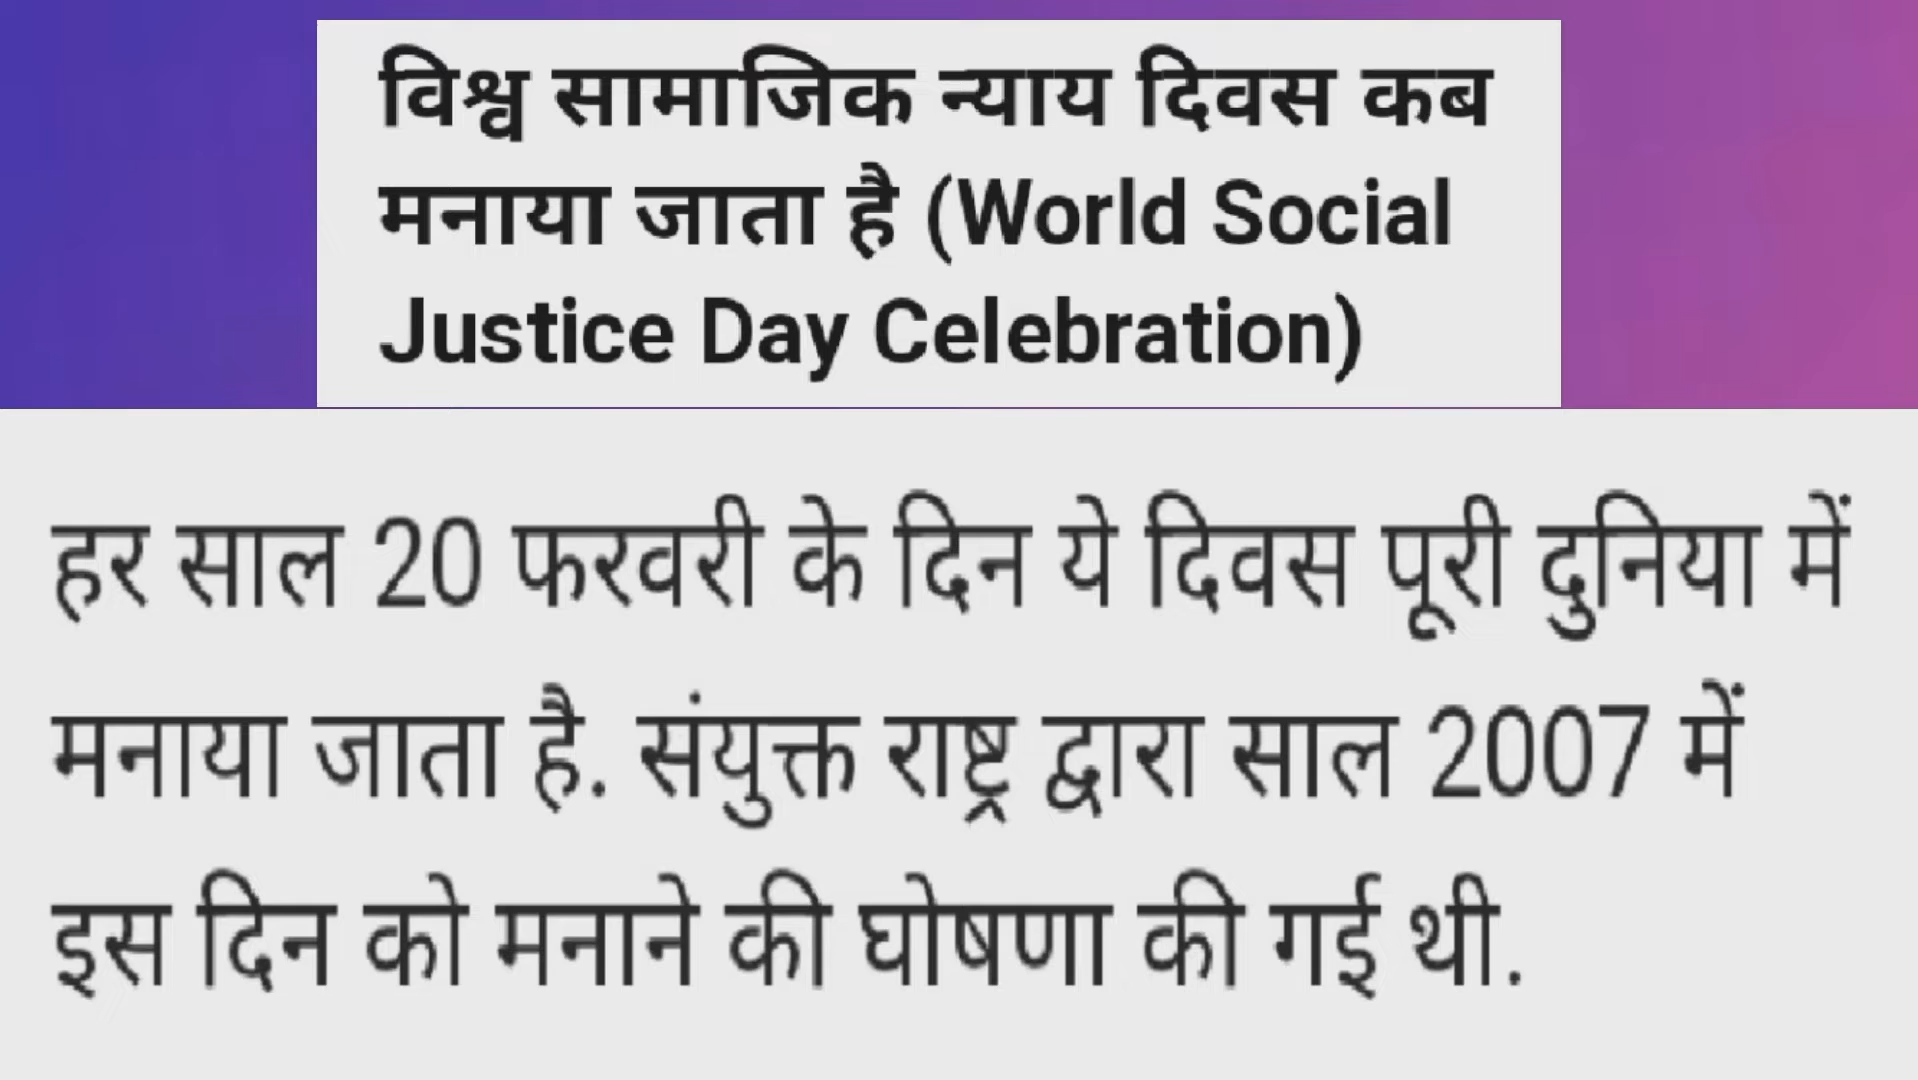 विश्व सामाजिक न्याय दिवस कब
मनाया जाता है (World Social
Justice Day Celebration)
हर साल 20 फरवरी के दिन ये दिवस पूरी दुनिया में
मनाया जाता है. संयुक्त राष्ट्र द्वारा साल 2007 में
इस दिन को मनाने की घोषणा की गई थी.